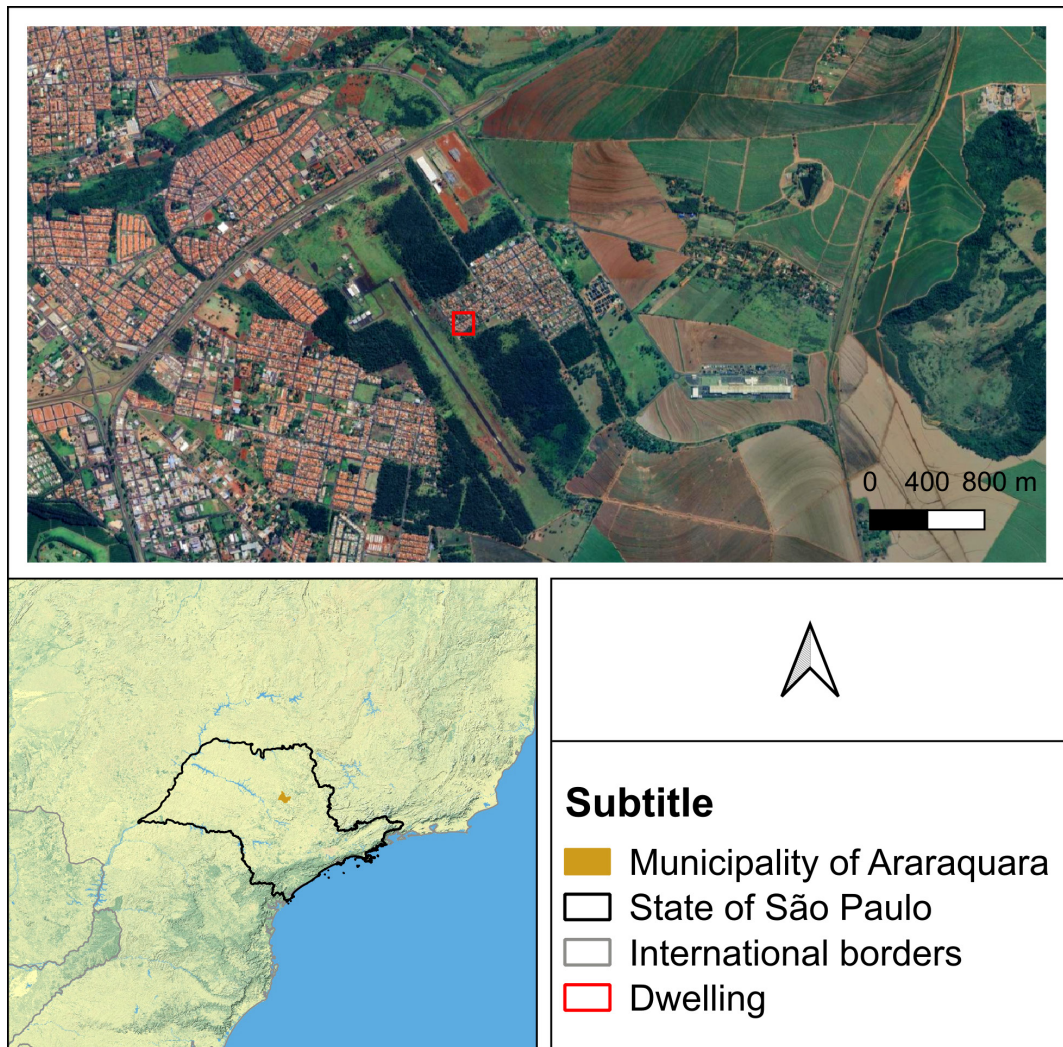 0 400 800 m
Subtitle
Municipality of Araraquara
State of São Paulo
International borders
Dwelling